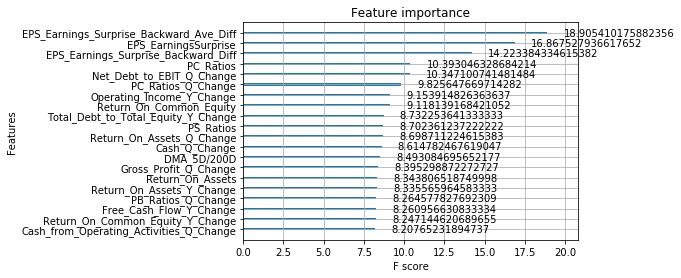 Feature importance
EPS_Earnings_Surprise_Backward_Ave_Diff 18.905410175882356
EPS_EarningsSurprise 16.867527936617652
EPS_Earnings_Surprise_Backward_Diff 14.223384334615382
PC_Ratios 10.393046328684214
Net_Debt_to_EBIT_Q_Change 10.347100741481484
PC_Ratios_Q_Change 9.825647669714282
Operating_Income_Y_Change 9.153914826363637
Return_On_Common_Equity 9.118139168421052
Total_Debt_to_Total_Equity_Y_Change 8.732253641333333
PS_Ratios 8.702361237222222
Return_On_Assets_Q_Change 8.698711224615383
Cash_Q_Change 8.614782467619047
DMA_5D/200D 8.493084695652177
Gross_Profit_Q_Change 8.395298872272727
Return_On_Assets 8.343806518749998
Return_On_Assets_Y_Change 8.335565964583333
PB_Ratios_Q_Change 8.264577827692309
Free_Cash_Flow_Y_Change 8.260956630833334
Return_On_Common_Equity_Y_Change 8.247144620689655
Cash_from_Operating_Activities_Q_Change 8.20765231894737
Features
0.0 2.5 5.0 7.5 10.0 12.5 15.0 17.5 20.0
F score